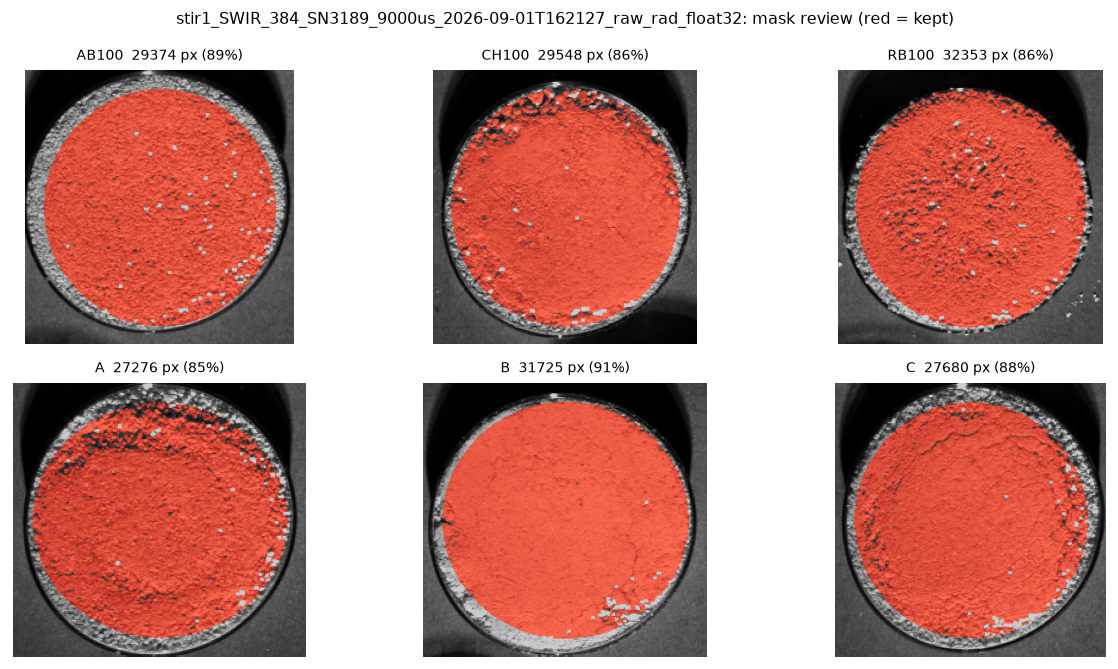 stir1_SWIR_384_SN3189_9000us_2026-09-01T162127_raw_rad_float32: mask review (red = kept)
AB100  29374 px (89%)
CH100  29548 px (86%)
RB100  32353 px (86%)
A  27276 px (85%)
B  31725 px (91%)
C  27680 px (88%)